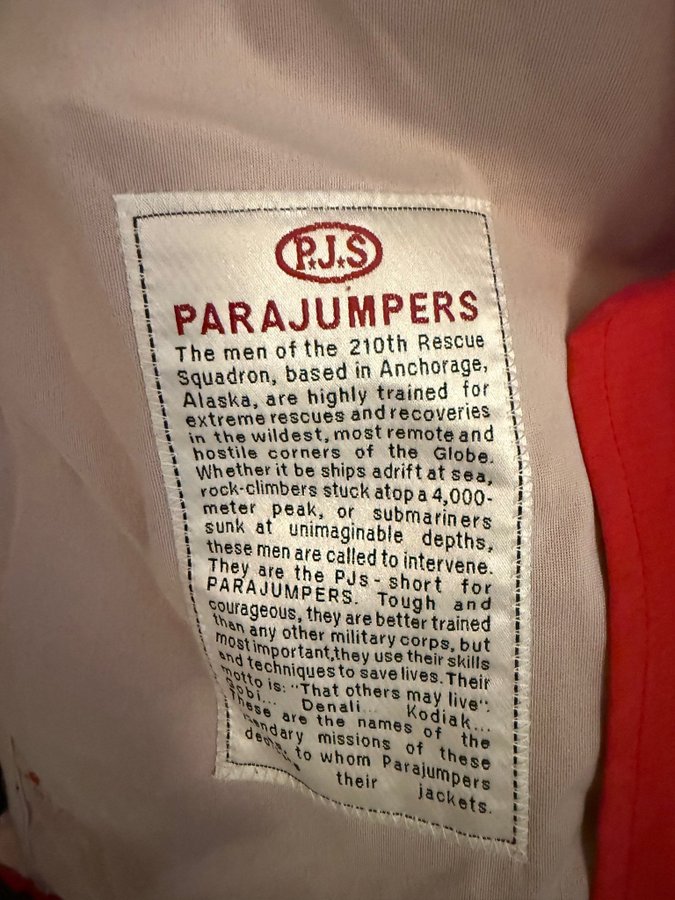 P.J.S
PARAJUMPERS
The men of the 210th Rescue
Squadron, based in Anchorage,
Alaska, are highly trained for
extreme rescues and recoveries
in the wildest, most remote and
hostile corners of the Globe.
Whether it be ships adrift at sea,
rock-climbers stuck atop a 4,000-
meter peak, or submariners
sunk at unimaginable depths,
these men are called to intervene.
They are the PJs - short for
PARAJUMPERS. Tough and
courageous, they are better trained
than any other military corps, but
most important,they use their skills
and techniques to save lives. Their
motto is: "That others may live":
Gobi... Denali... Kodiak...
These are the names of the
missions of these
to whom Parajumpers
their jackets.